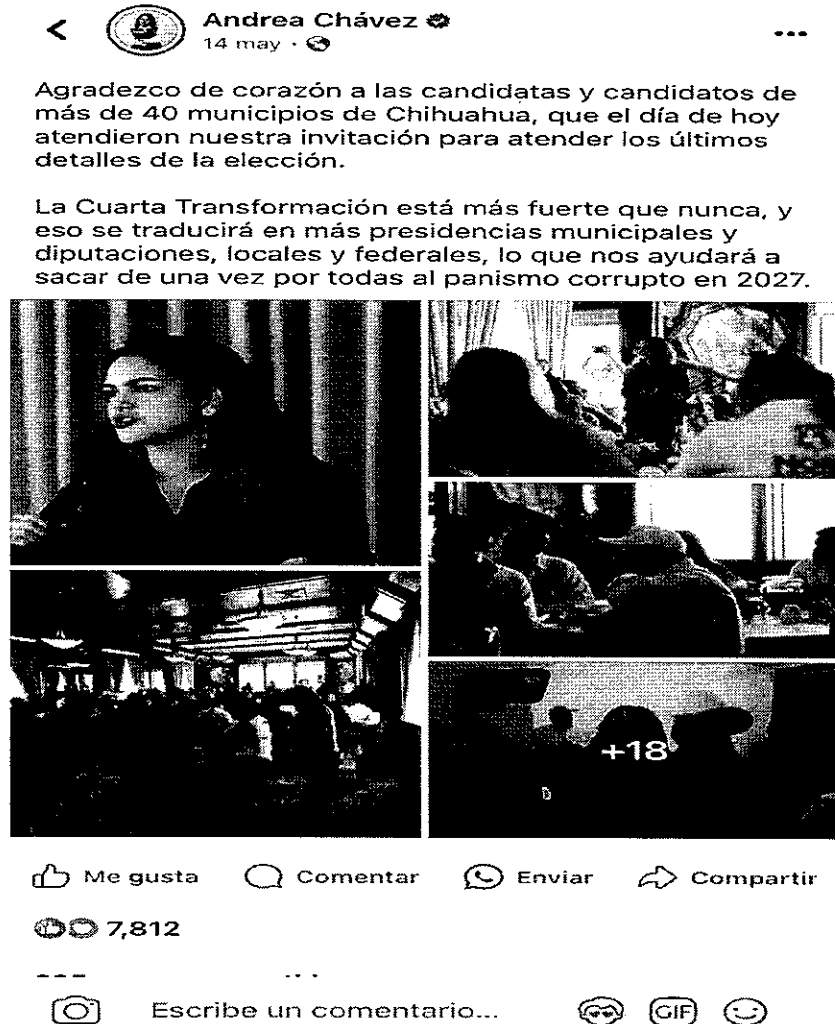 Andrea Chávez
14 may
Agradezco de corazón a las candidatas y candidatos de
más de 40 municipios de Chihuahua, que el día de hoy
atendieron nuestra invitación para atender los últimos
detalles de la elección.
La Cuarta Transformación está más fuerte que nunca, y
eso se traducirá en más presidencias municipales y
diputaciones, locales y federales, lo que nos ayudará a
sacar de una vez por todas al panismo corrupto en 2027.
+18
Me gusta
Comentar
Enviar
Compartir
7,812
Escribe un comentario...
GIF